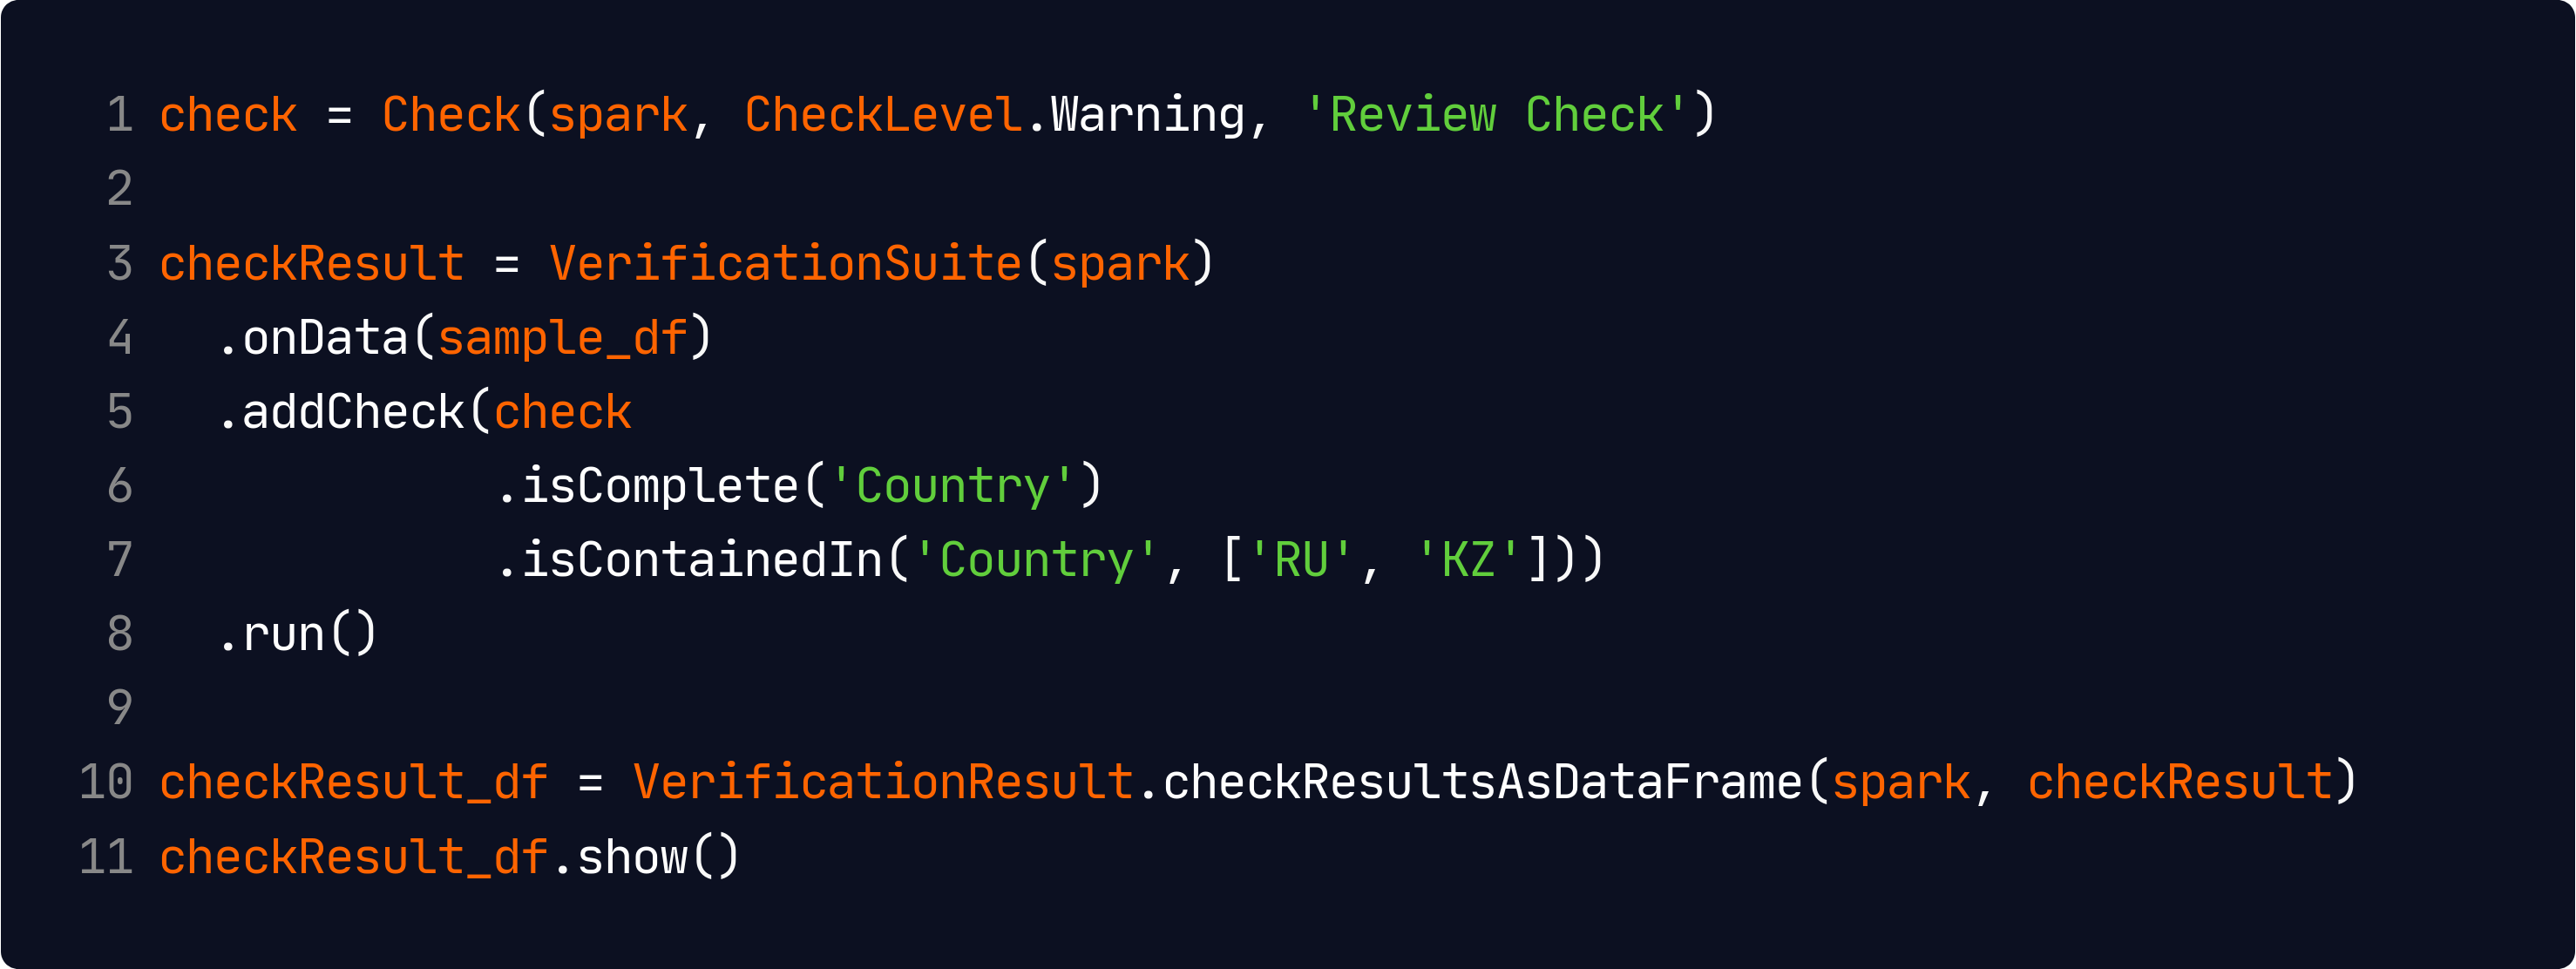 1 check = Check(spark, CheckLevel.Warning, 'Review Check')
2
3 checkResult = VerificationSuite(spark)
4   .onData(sample_df)
5   .addCheck(check
6             .isComplete('Country')
7             .isContainedIn('Country', ['RU', 'KZ']))
8   .run()
9
10 checkResult_df = VerificationResult.checkResultsAsDataFrame(spark, checkResult)
11 checkResult_df.show()